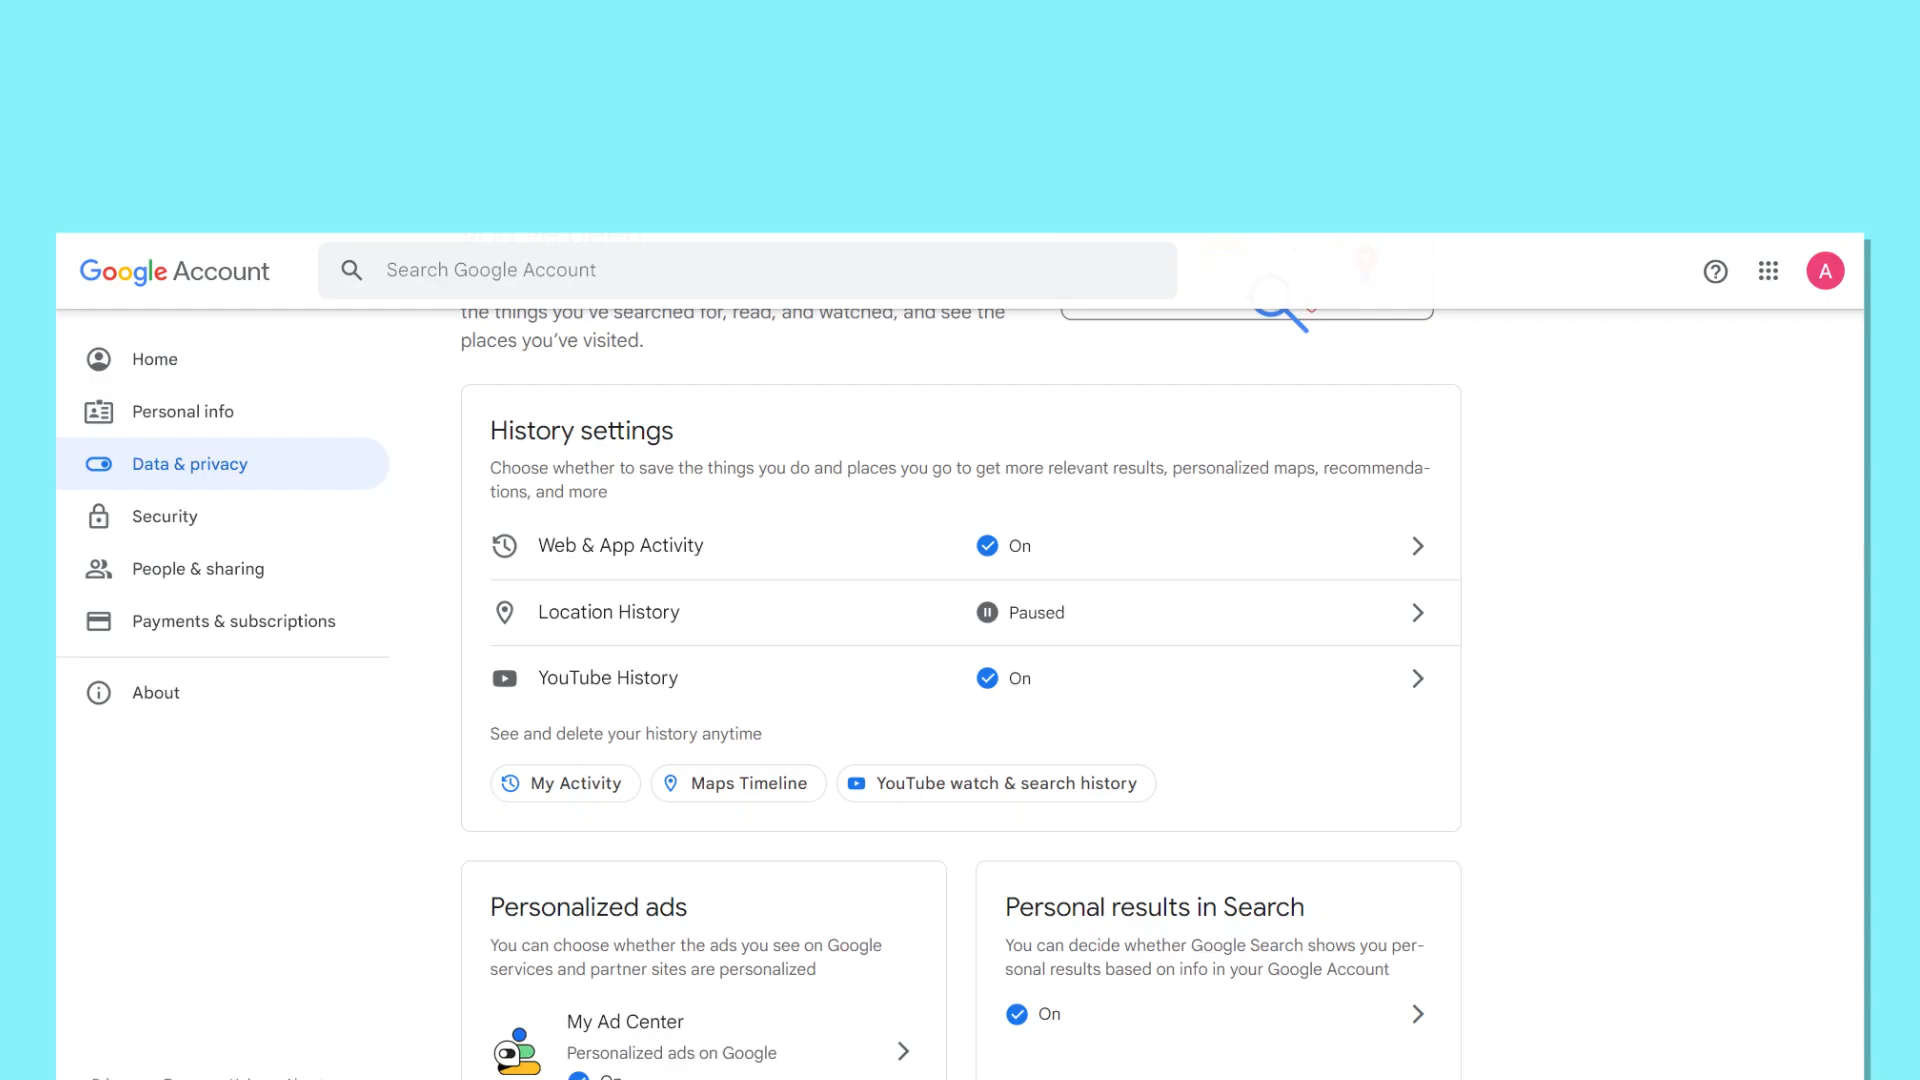 Google Account
Search Google Account
A
the things you've searched for, read, and watched, and see the
places you've visited.
Home
Personal info
Data & privacy
Security
People & sharing
Payments & subscriptions
About
History settings
Choose whether to save the things you do and places you go to get more relevant results, personalized maps, recommenda-
tions, and more
Web & App Activity
On
Location History
Paused
YouTube History
On
See and delete your history anytime
My Activity
Maps Timeline
YouTube watch & search history
Personalized ads
You can choose whether the ads you see on Google
services and partner sites are personalized
My Ad Center
Personalized ads on Google
Personal results in Search
You can decide whether Google Search shows you per-
sonal results based on info in your Google Account
On